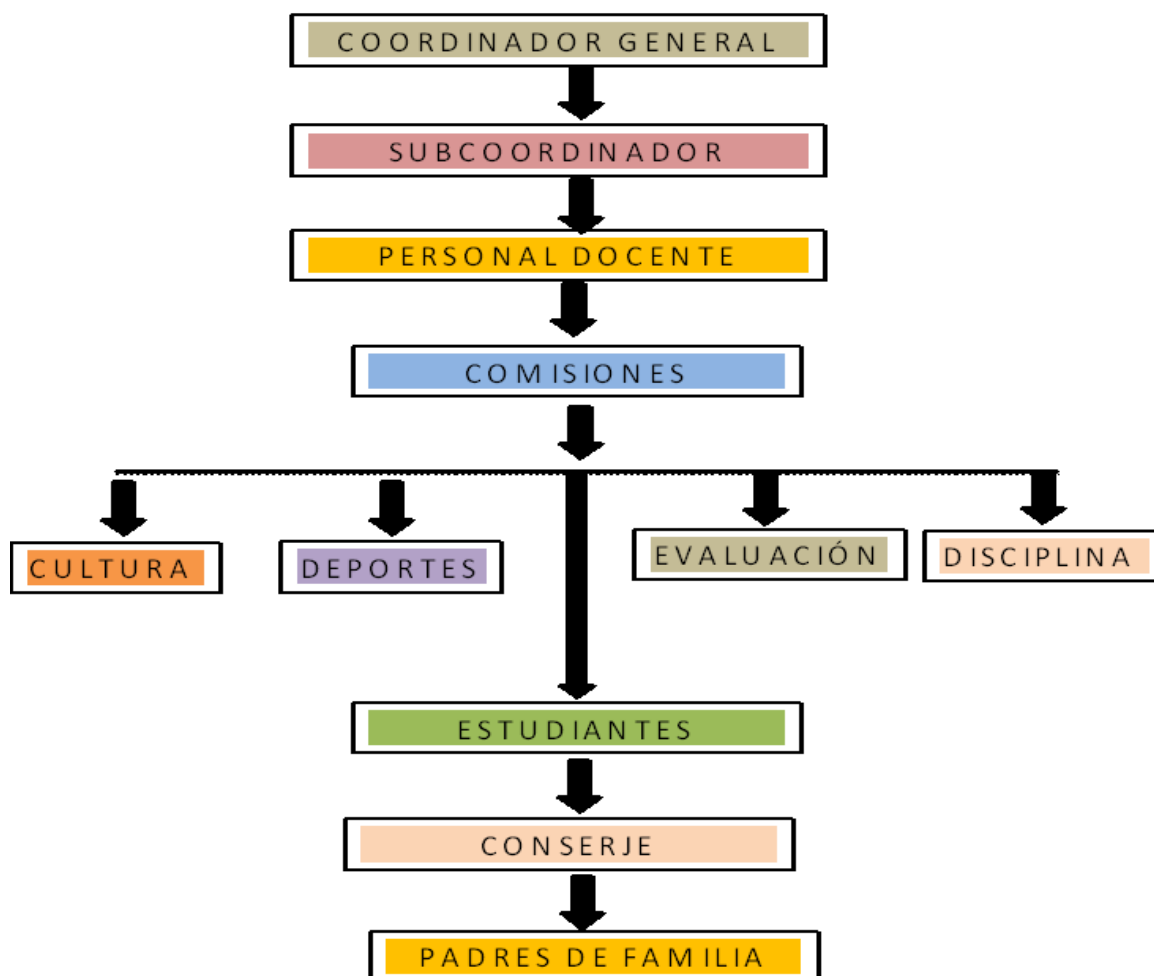 COORDINADOR GENERAL
SUBCOORDINADOR
PERSONAL DOCENTE
COMISIONES
CULTURA
DEPORTES
EVALUACIÓN
DISCIPLINA
ESTUDIANTES
CONSERJE
PADRES DE FAMILIA